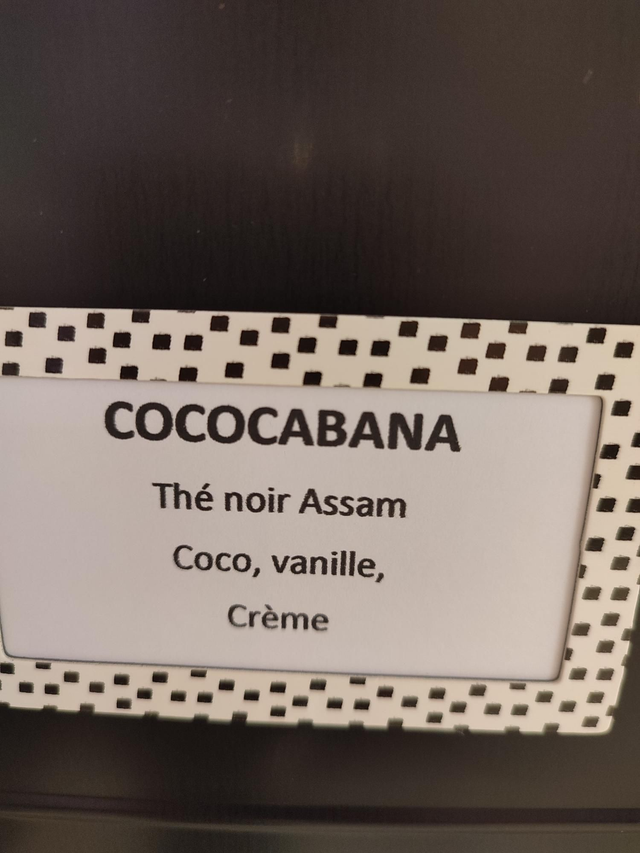 COCOCABANA
Thé noir Assam
Coco, vanille,
Crème